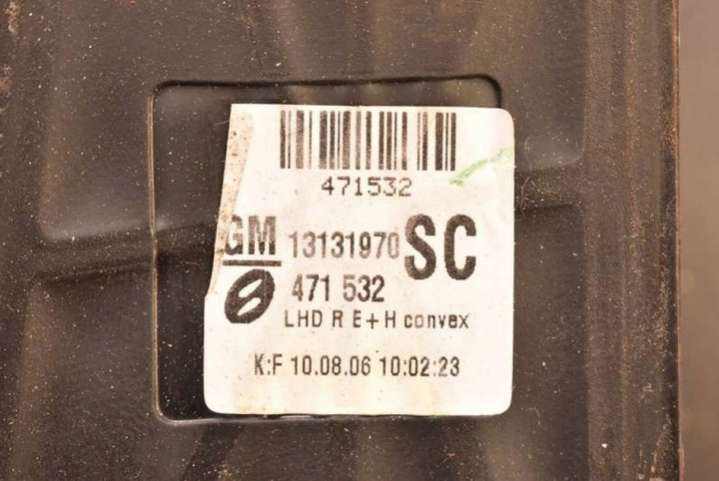 471532
GM 13131970 SC
471 532
LHD R E+H convex
K:F 10.08.06 10:02:23